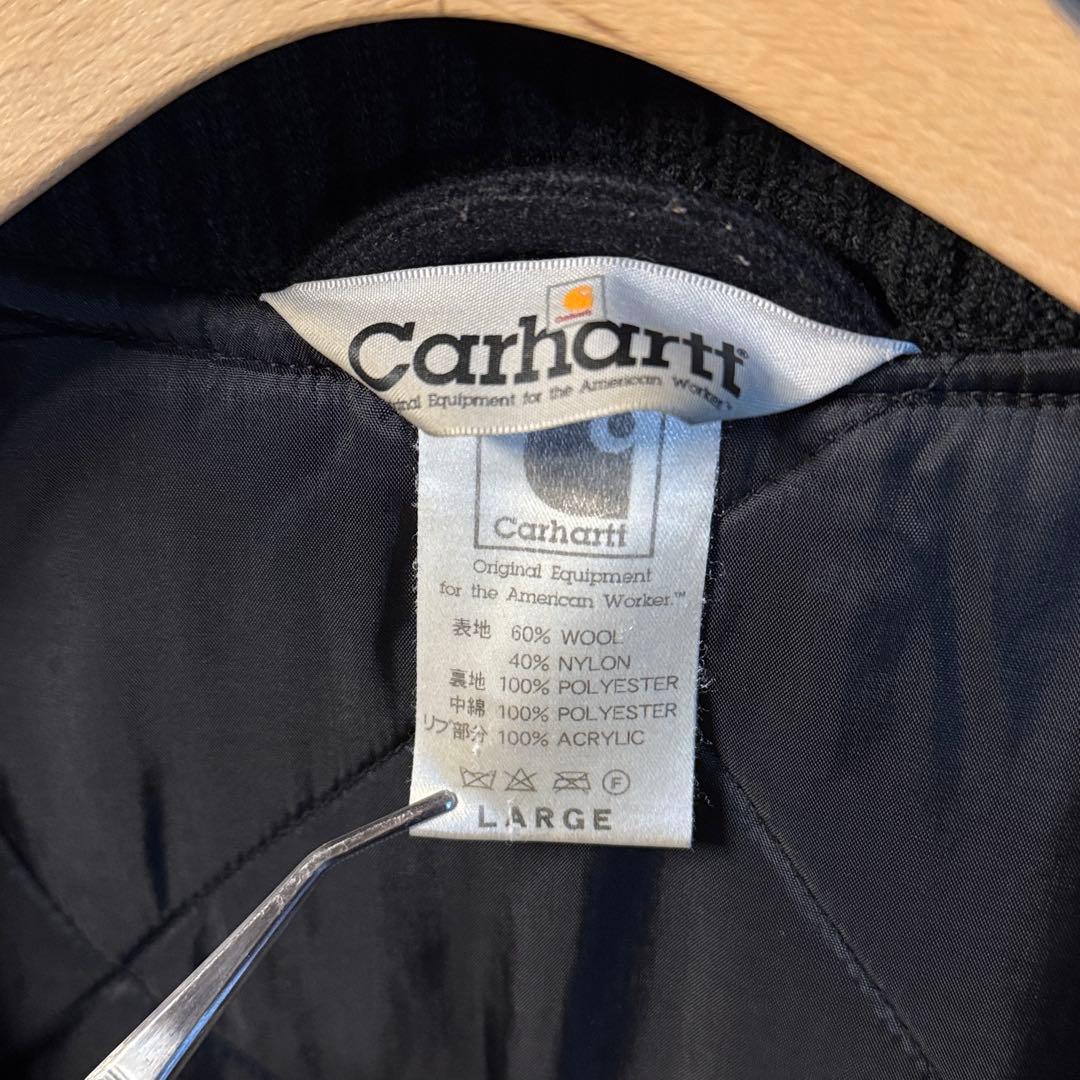 Carhartt®
Original Equipment for the American Worker™
Carhartt
Original Equipment
for the American Worker.™
表地 60% WOOL
40% NYLON
裏地 100% POLYESTER
中綿 100% POLYESTER
リブ部分 100% ACRYLIC
F
LARGE